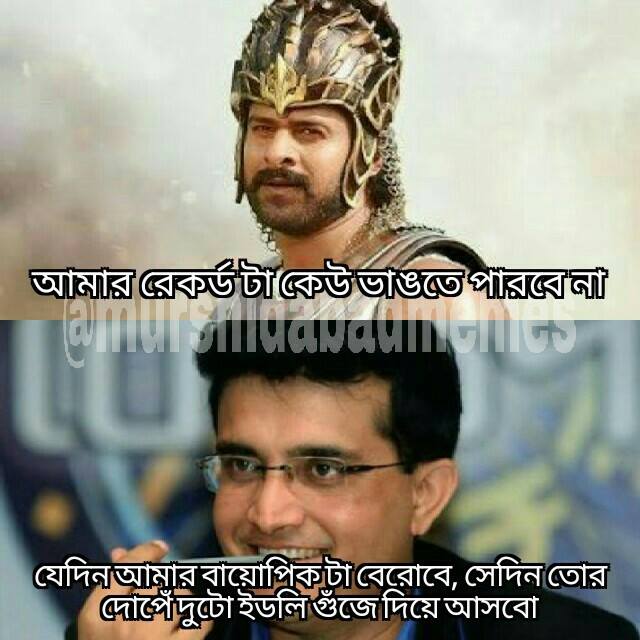 আমার রেকর্ড টা কেউ ভাঙতে পারবে না
@murshidabadmemes
যেদিন আমার বায়োপিক টা বেরোবে, সেদিন তোর
দোপেঁ দুটো ইডলি গুঁজে দিয়ে আসবো